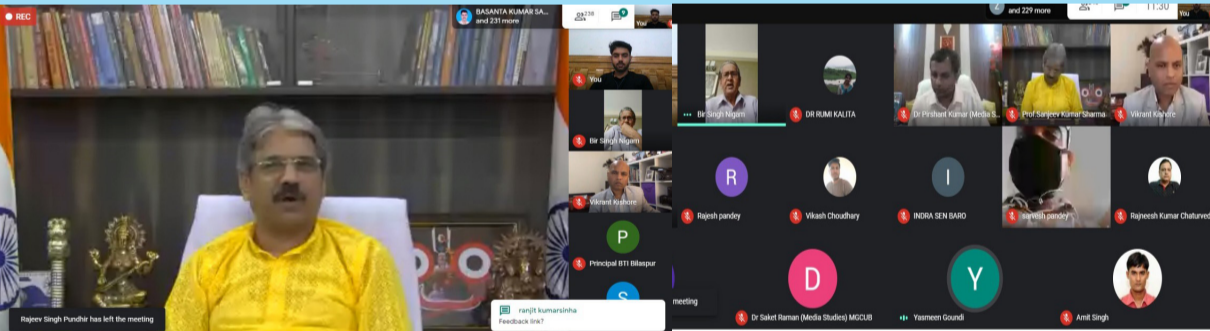 REC
BASANTA KUMAR SA...
and 231 more
238
You
You
Bir Singh Nigam
Vikrant Kishore
P
Principal BTI Bilaspur
S
Rajeev Singh Pundhir has left the meeting
ranjit kumarsinha
Feedback link?
Z
and 229 more
11:30
You
Bir Singh Nigam
DR RUMI KALITA
Dr Pirshant Kumar (Media S...
Prof Sanjeev Kumar Sharma
Vikrant Kishore
R
Rajesh pandey
Vikash Choudhary
I
INDRA SEN BARO
sarvesh pandey
Rajneesh Kumar Chaturved
meeting
D
Dr Saket Raman (Media Studies) MGCUB
Y
Yasmeen Goundi
Amit Singh